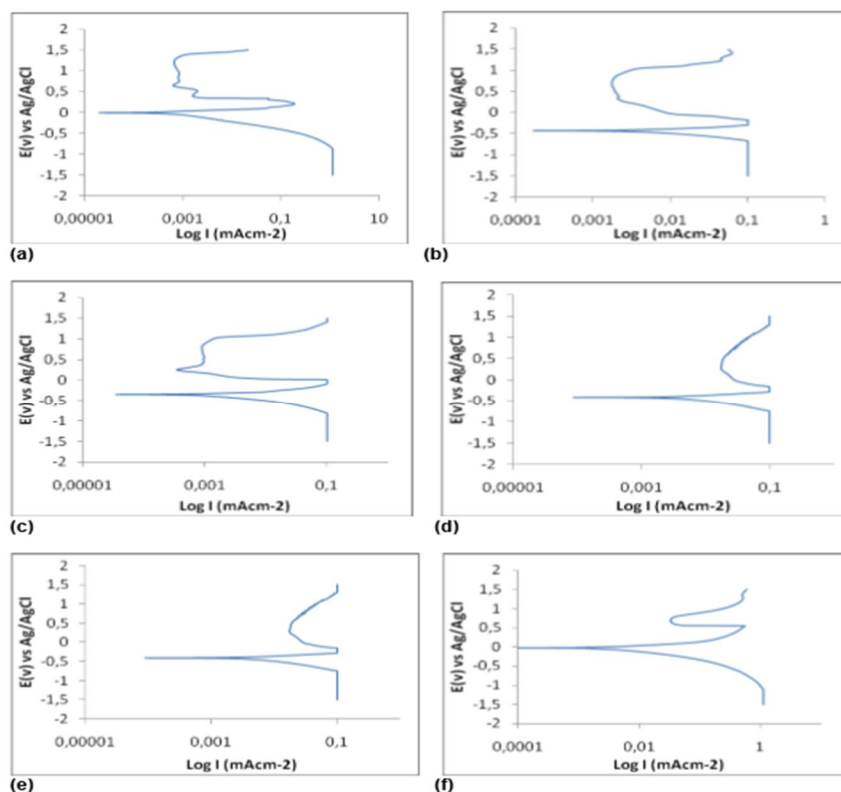 2
1,5
1
0,5
0
-0,5
-1
-1,5
-2
E(v) vs Ag/AgCl
0,00001 0,001 0,1 10
Log I (mAcm-2)
(a)
2
1,5
1
0,5
0
-0,5
-1
-1,5
-2
E(v) vs Ag/AgCl
0,0001 0,001 0,01 0,1 1
Log I (mAcm-2)
(b)
2
1,5
1
0,5
0
-0,5
-1
-1,5
-2
E(v) vs Ag/AgCl
0,00001 0,001 0,1
Log I (mAcm-2)
(c)
2
1,5
1
0,5
0
-0,5
-1
-1,5
-2
E(v) vs Ag/AgCl
0,00001 0,001 0,1
Log I (mAcm-2)
(d)
2
1,5
1
0,5
0
-0,5
-1
-1,5
-2
E(v) vs Ag/AgCl
0,00001 0,001 0,1
Log I (mAcm-2)
(e)
2
1,5
1
0,5
0
-0,5
-1
-1,5
-2
E(v) vs Ag/AgCl
0,0001 0,01 1
Log I (mAcm-2)
(f)